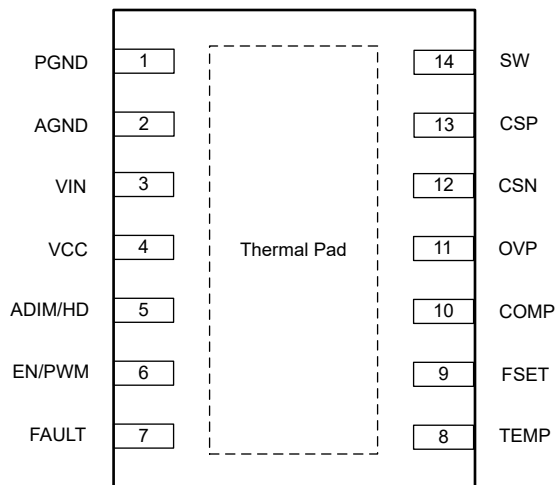 PGND 1 14 SW
AGND 2 13 CSP
VIN 3 12 CSN
VCC 4 Thermal Pad 11 OVP
ADIM/HD 5 10 COMP
EN/PWM 6 9 FSET
FAULT 7 8 TEMP